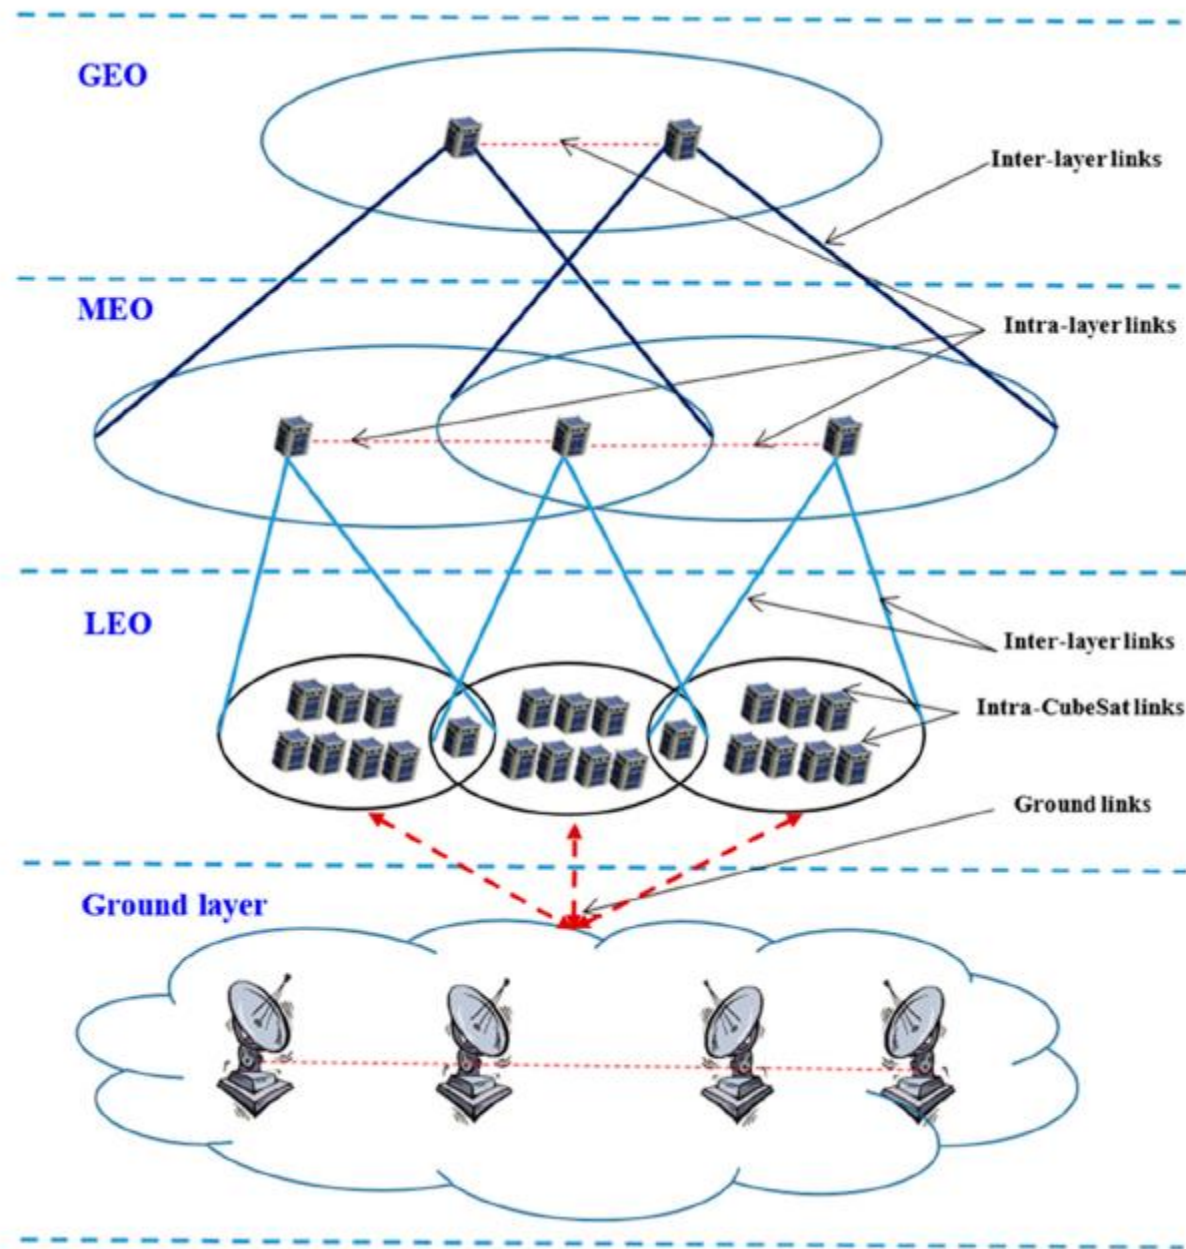 GEO
Inter-layer links
MEO
Intra-layer links
LEO
Inter-layer links
Intra-CubeSat links
Ground links
Ground layer